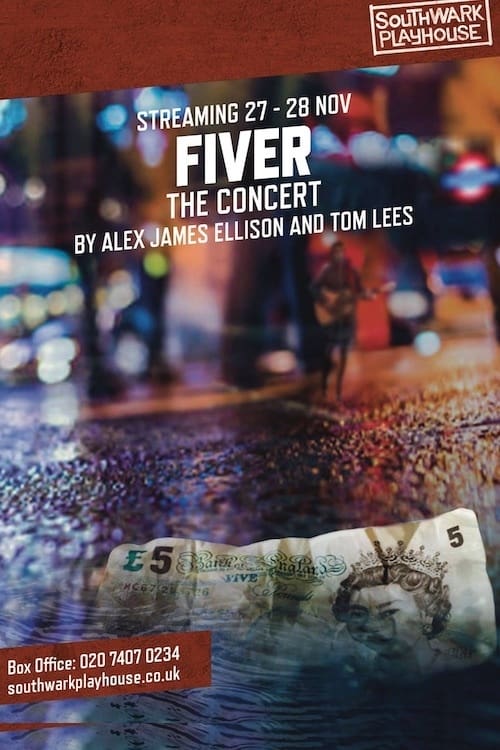 SOUTHWARK
PLAYHOUSE
STREAMING 27 - 28 NOV
FIVER
THE CONCERT
BY ALEX JAMES ELLISON AND TOM LEES
5
£5 Bank of England
FIVE
Box Office: 020 7407 0234
southwarkplayhouse.co.uk